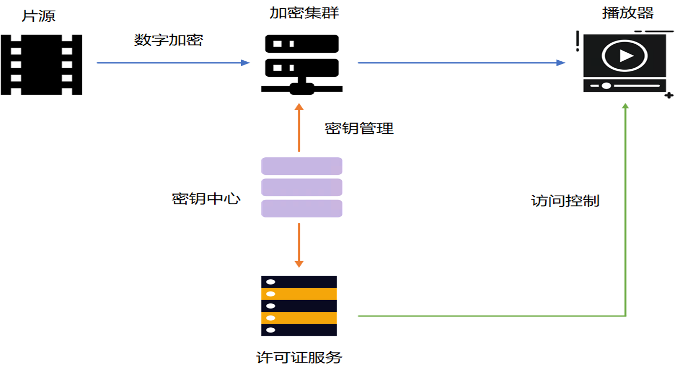 片源
加密集群
播放器
数字加密
密钥管理
密钥中心
访问控制
许可证服务